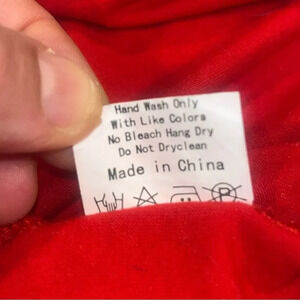 Hand Wash Only
With Like Colors
No Bleach Hang Dry
Do Not Dryclean
Made in China
P